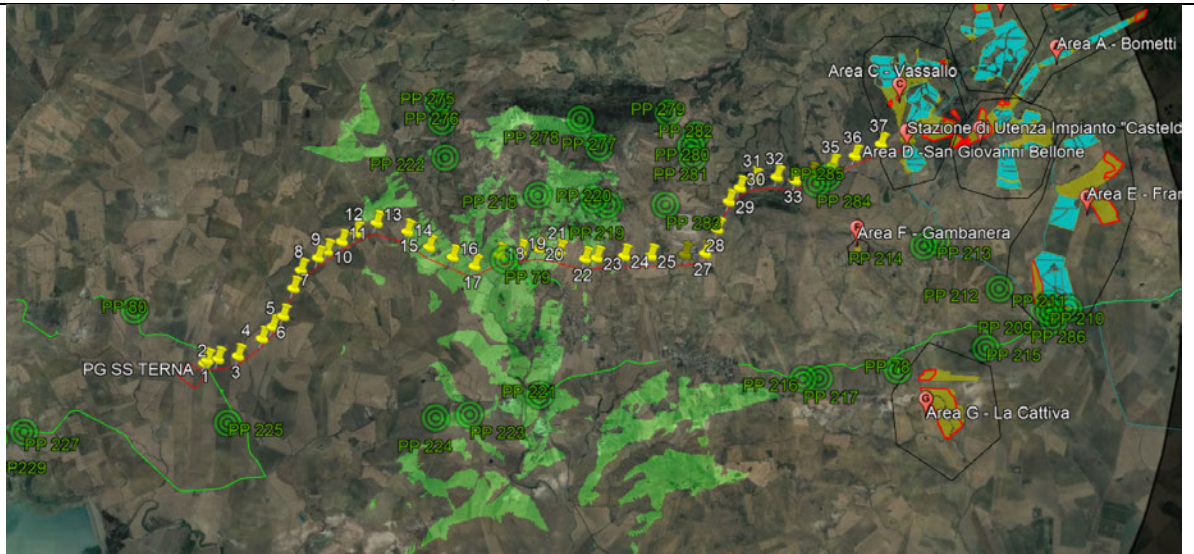 Area A - Bometti
Area C - Vassallo
PP 275
PP 276
PP 279
PP 278
PP 277
PP 282
PP 280
PP 281
PP 222
Stazione di Utenza Impianto "Casteld
37
36
35
Area D -San Giovanni Bellone
31
32
30
33
PP 285
PP 284
29
PP 218
PP 220
PP 219
PP 283
Area E - Frar
12
13
11
14
9
10
15
16
8
17
18
19
21
20
22
23
24
25
27
28
Area F - Gambanera
PP 213
PP 79
7
PP 212
PP 211
PP 80
5
6
4
PP 209
PP 210
PP 286
PP 215
2
1
3
PG SS TERNA
PP 78
PP 216
PP 217
PP 221
Area G - La Cattiva
PP 225
PP 224
PP 223
PP 227
P229